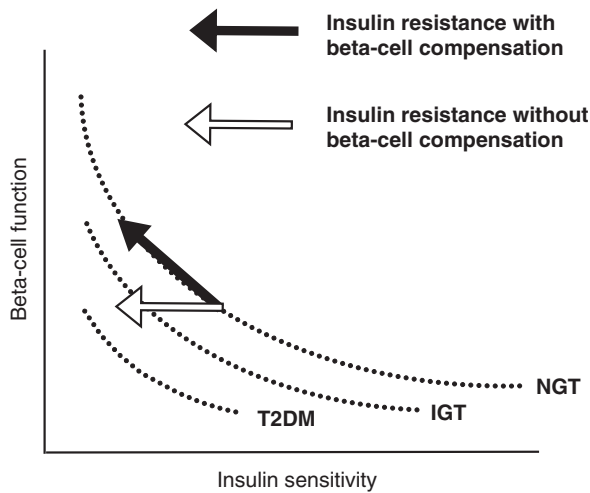 Insulin resistance with
beta-cell compensation
Insulin resistance without
beta-cell compensation
Beta-cell function
NGT
IGT
T2DM
Insulin sensitivity